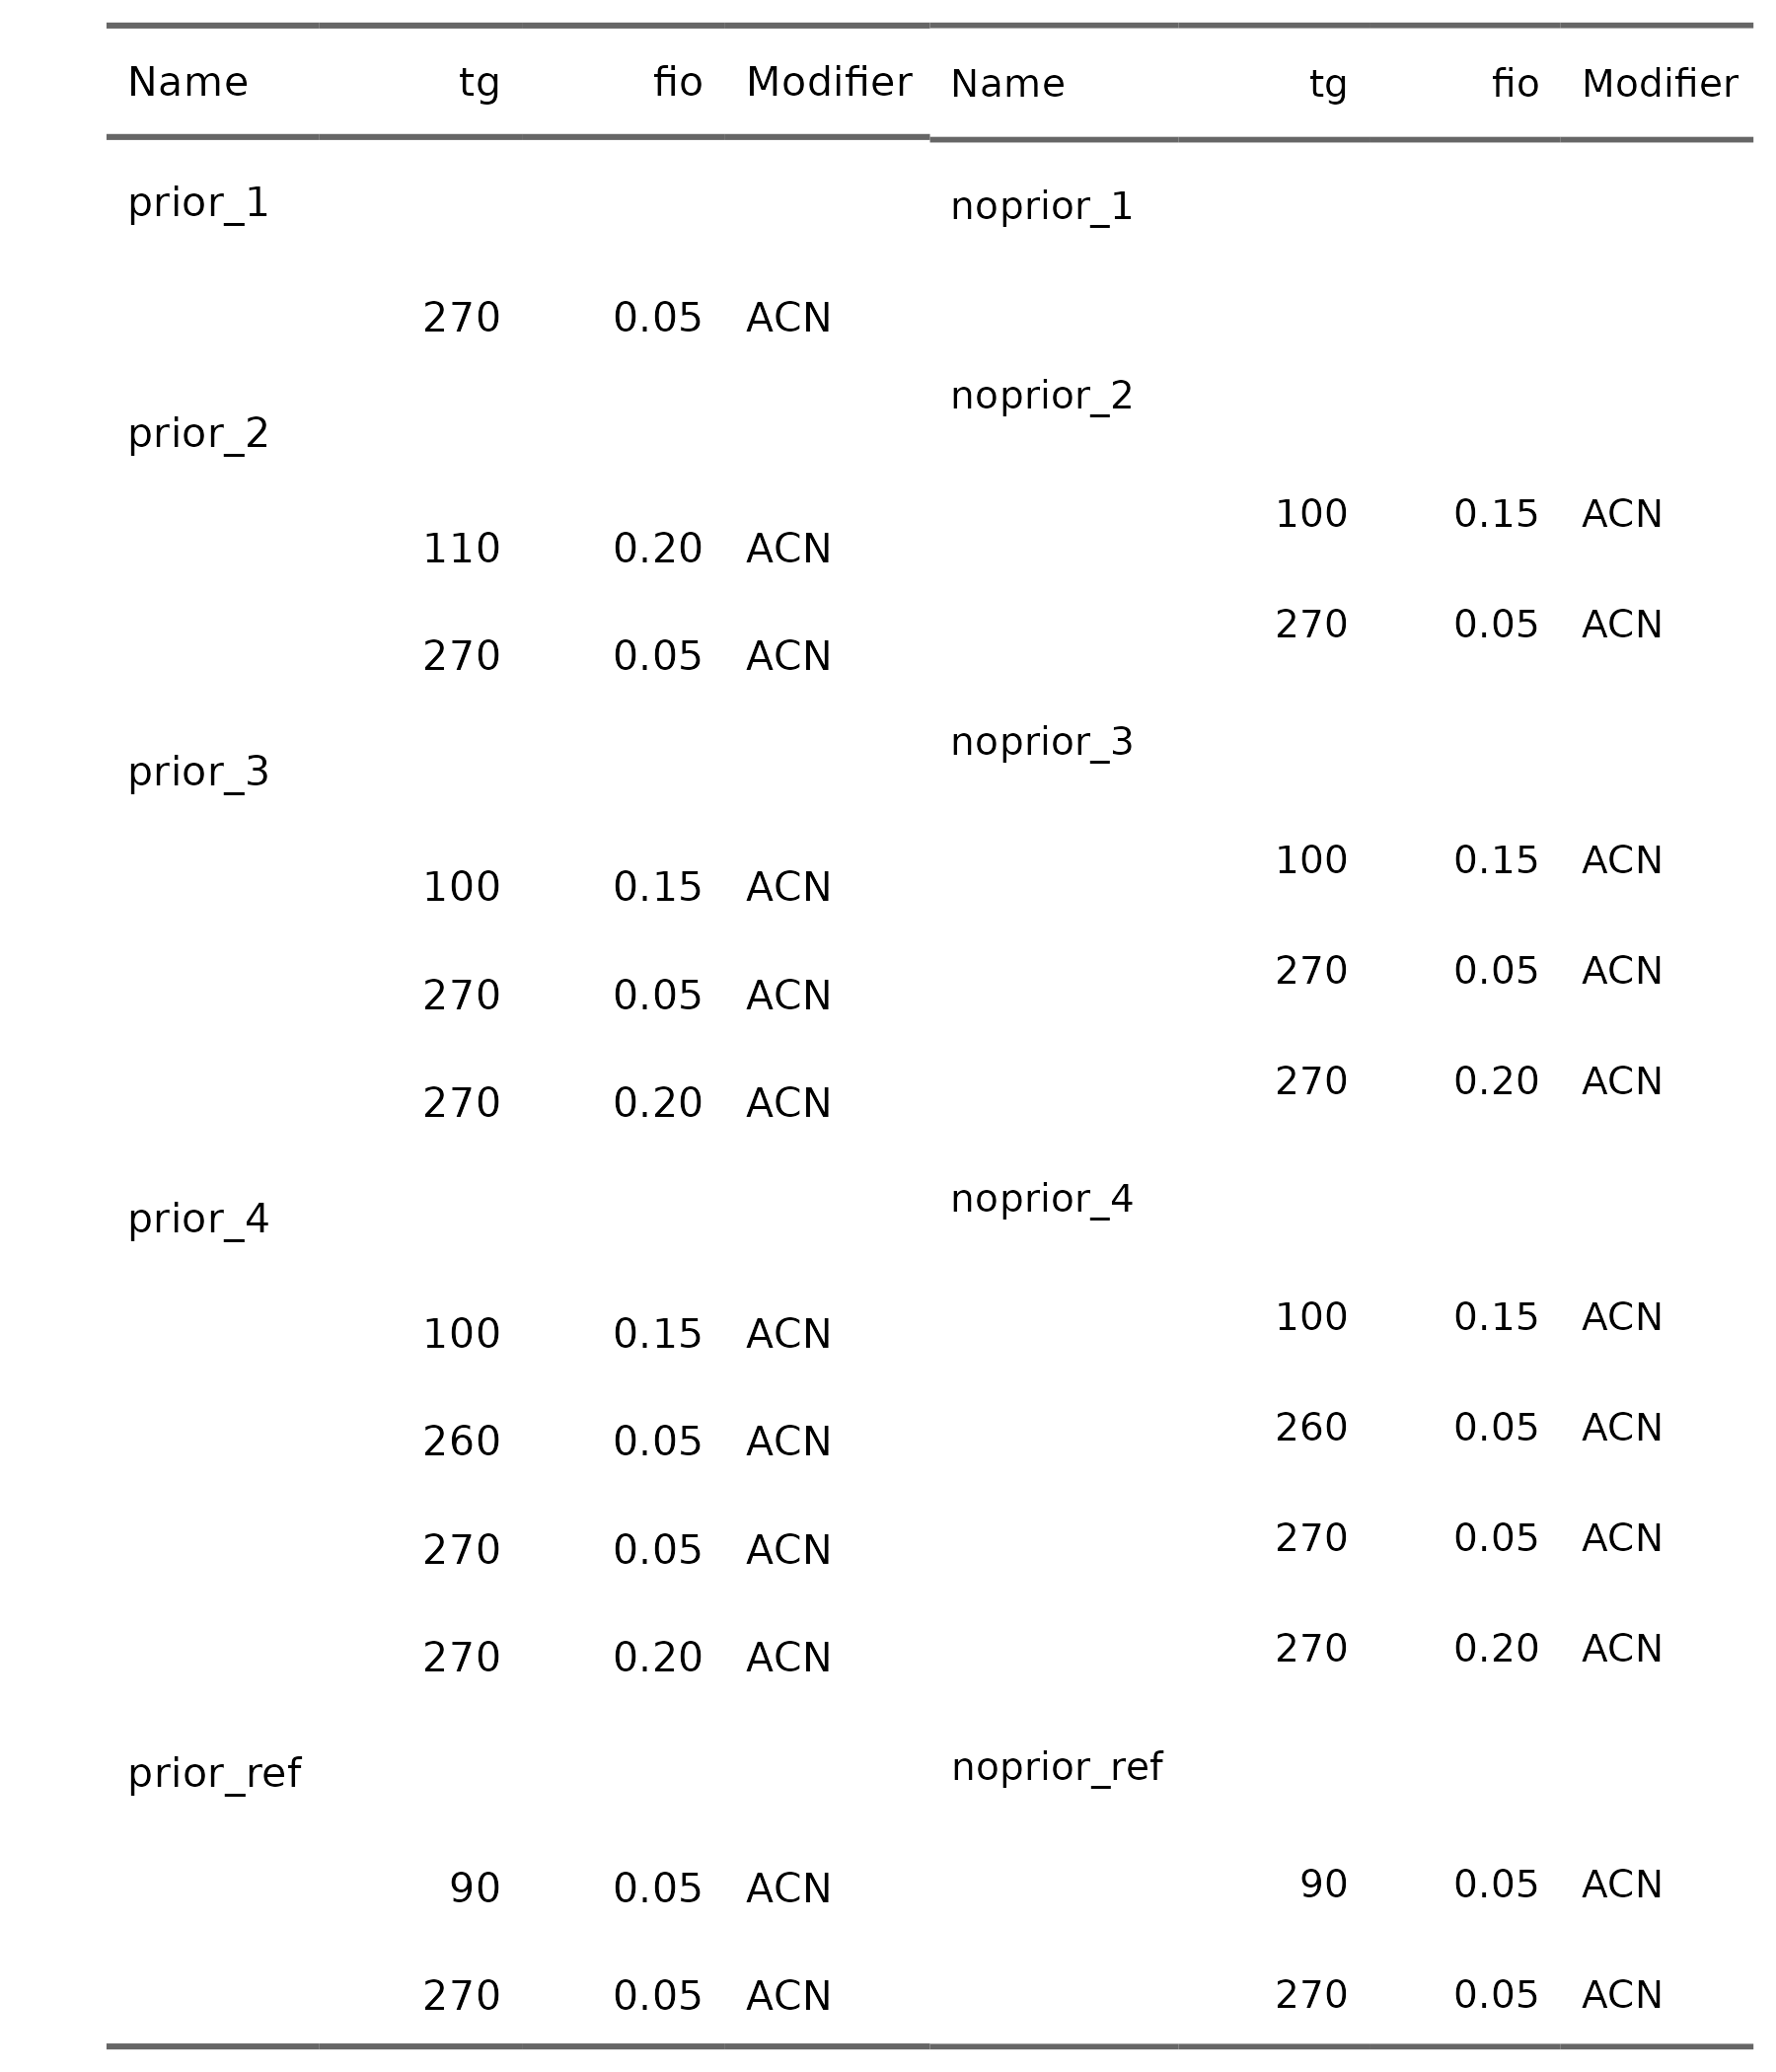 Name tg fio Modifier
prior_1
270 0.05 ACN
prior_2
110 0.20 ACN
270 0.05 ACN
prior_3
100 0.15 ACN
270 0.05 ACN
270 0.20 ACN
prior_4
100 0.15 ACN
260 0.05 ACN
270 0.05 ACN
270 0.20 ACN
prior_ref
90 0.05 ACN
270 0.05 ACN
Name tg fio Modifier
noprior_1
noprior_2
100 0.15 ACN
270 0.05 ACN
noprior_3
100 0.15 ACN
270 0.05 ACN
270 0.20 ACN
noprior_4
100 0.15 ACN
260 0.05 ACN
270 0.05 ACN
270 0.20 ACN
noprior_ref
90 0.05 ACN
270 0.05 ACN